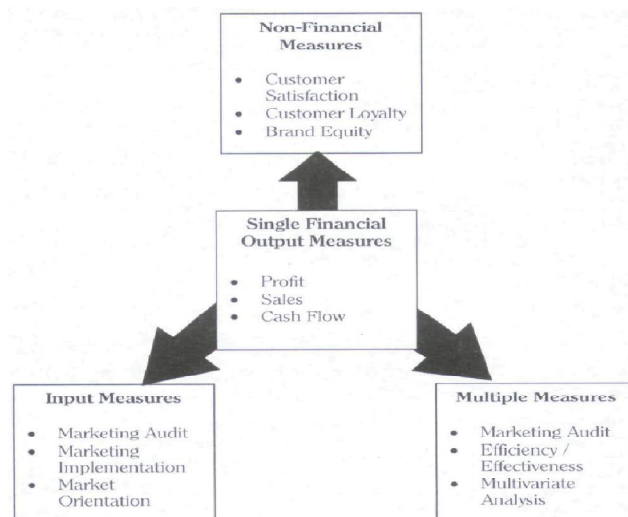 Non-Financial
Measures
• Customer
Satisfaction
• Customer Loyalty
• Brand Equity
Single Financial
Output Measures
• Profit
• Sales
• Cash Flow
Input Measures
• Marketing Audit
• Marketing
Implementation
• Market
Orientation
Multiple Measures
• Marketing Audit
• Efficiency /
Effectiveness
• Multivariate
Analysis